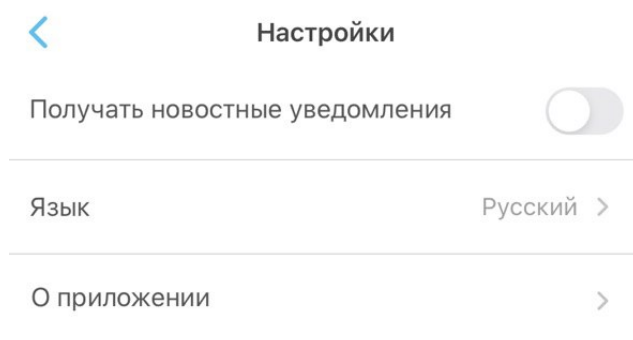 Настройки
Получать новостные уведомления
Язык Русский
О приложении